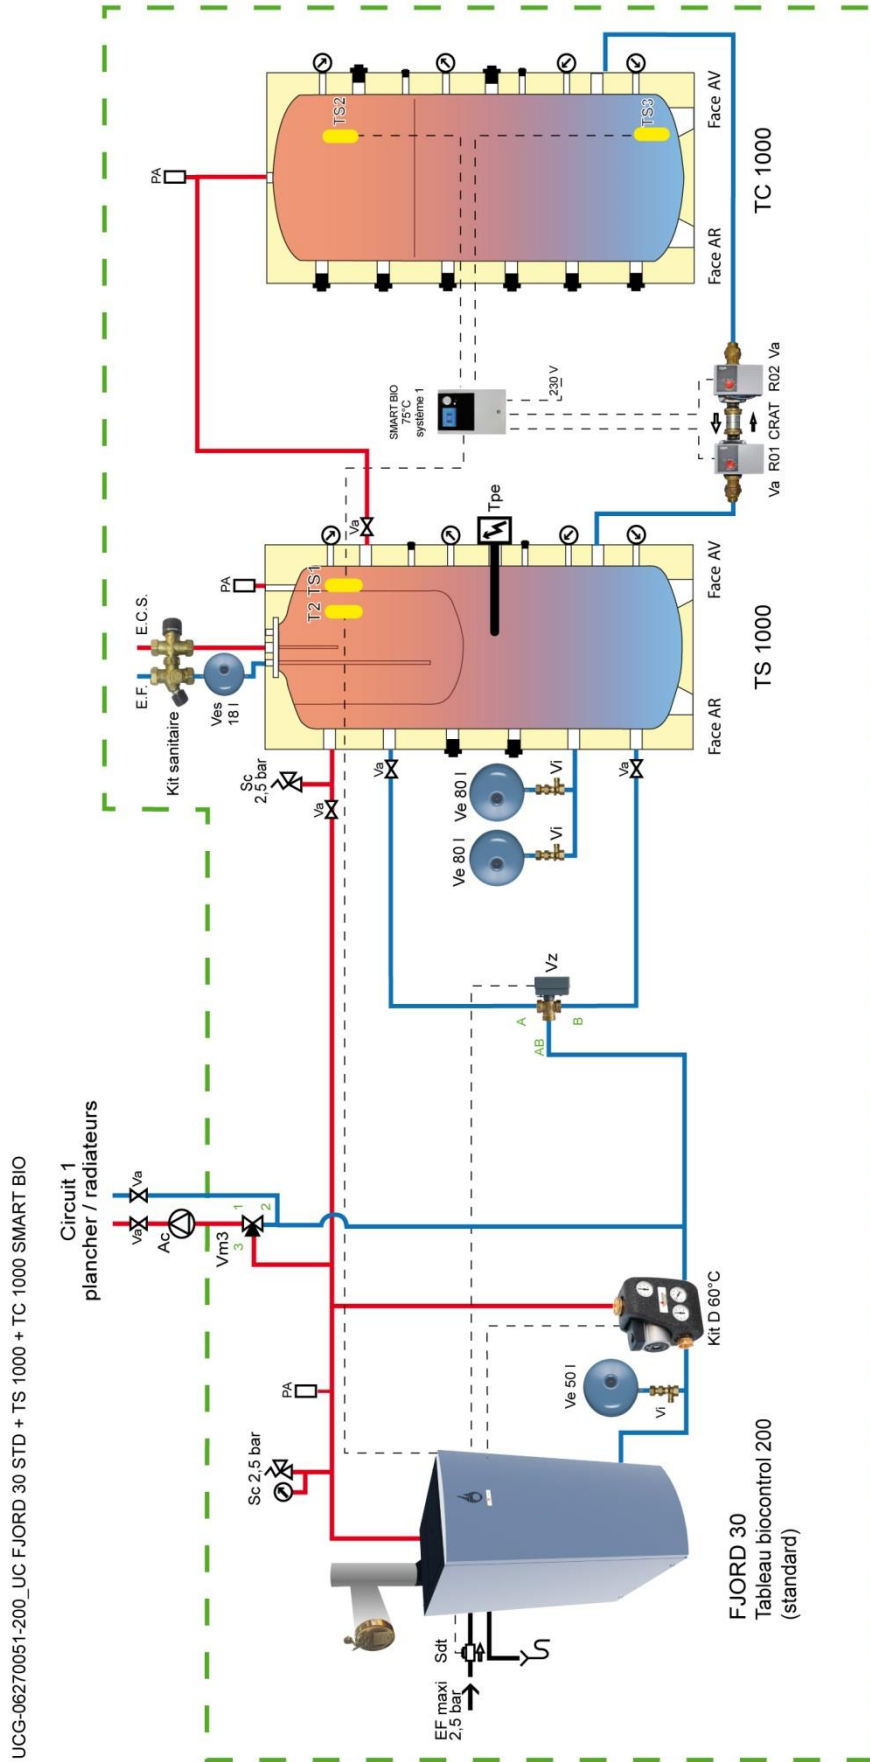 UCG-06270051-200_UC FJORD 30 STD + TS 1000 + TC 1000 SMART BIO
Circuit 1
plancher / radiateurs
Va
Va
Ac
Vm3
1
2
3
PA
Sc 2,5 bar
EF maxi
2,5 bar
Sdt
FJORD 30
Tableau biocontrol 200
(standard)
Ve 50 l
Vi
Kit D 60°C
A
AB
B
Vz
E.F.
E.C.S.
Kit sanitaire
Ves
18 l
Sc
2,5 bar
Va
Va
Va
Ve 80 l
Vi
Ve 80 l
Vi
PA
T2
TS1
Va
Tpe
Face AR
Face AV
TS 1000
SMART BIO
75°C
système 1
230 V
Va R01 CRAT R02 Va
PA
TS2
TS3
Face AR
Face AV
TC 1000